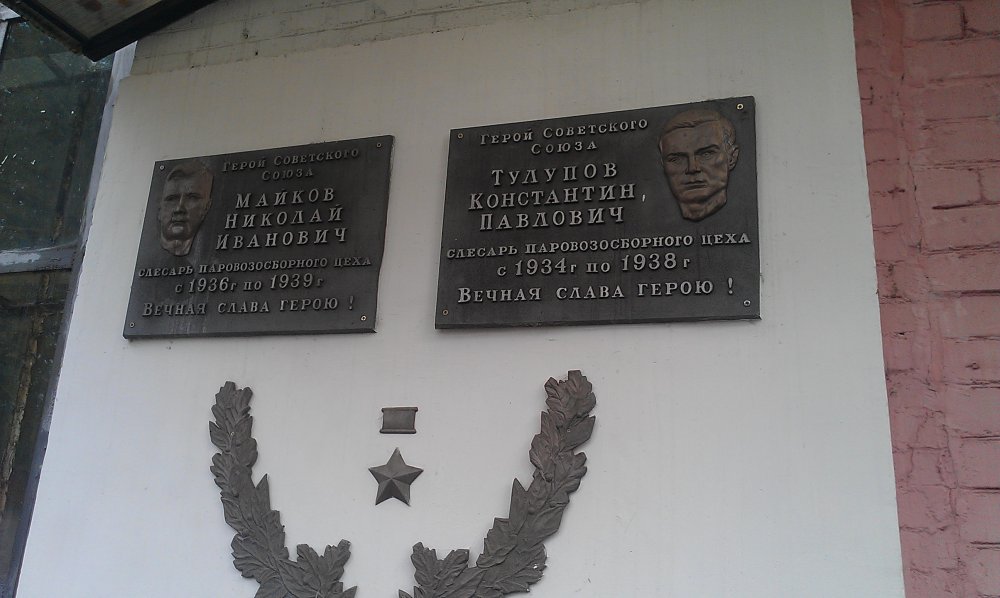 Герой Советского
Союза
Майков
Николай
Иванович
слесарь паровозосборного цеха
с 1936г по 1939г
Вечная слава герою !
Герой Советского
Союза
Тулупов
Константин,
Павлович
слесарь паровозосборного цеха
с 1934г по 1938г
Вечная слава герою !